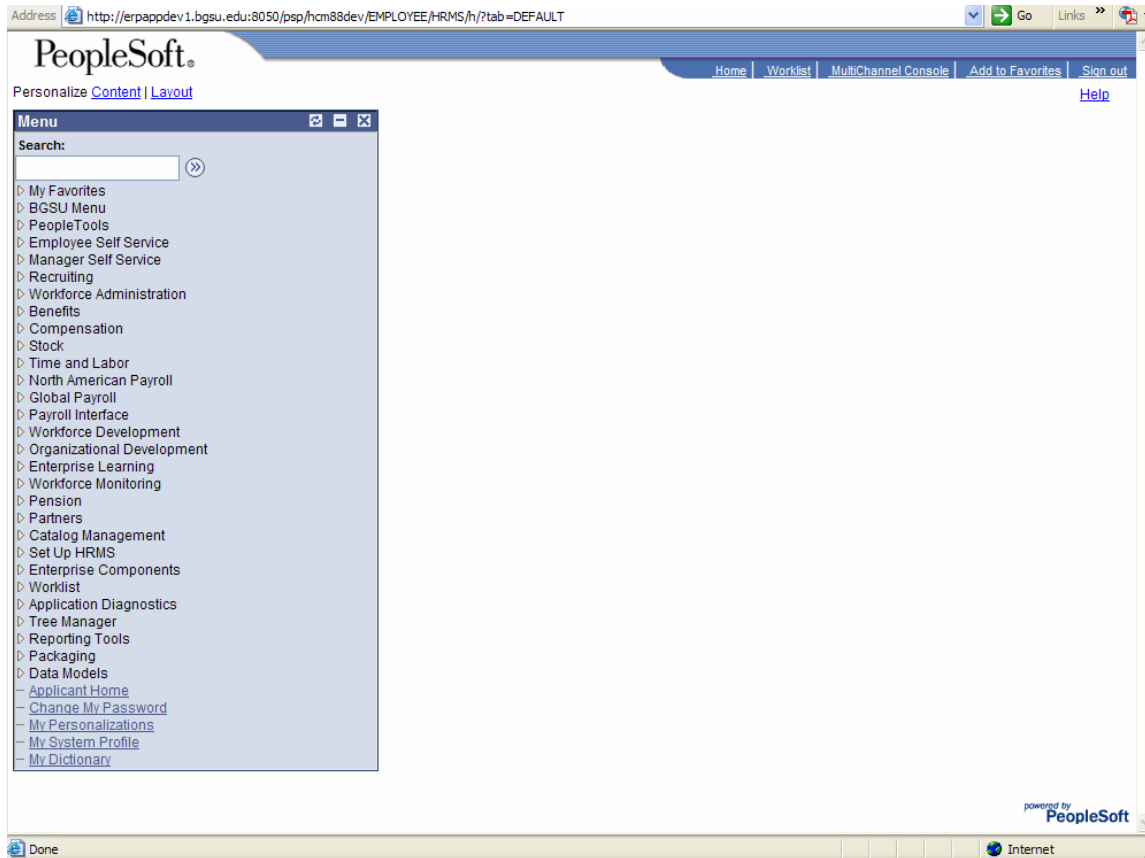 Address http://erpappdev1.bgsu.edu:8050/psp/hcm88dev/EMPLOYEE/HRMS/h/?tab=DEFAULT Go Links »
PeopleSoft®
Home Worklist MultiChannel Console Add to Favorites Sign out
Personalize Content | Layout Help
Menu
Search:
My Favorites
BGSU Menu
PeopleTools
Employee Self Service
Manager Self Service
Recruiting
Workforce Administration
Benefits
Compensation
Stock
Time and Labor
North American Payroll
Global Payroll
Payroll Interface
Workforce Development
Organizational Development
Enterprise Learning
Workforce Monitoring
Pension
Partners
Catalog Management
Set Up HRMS
Enterprise Components
Worklist
Application Diagnostics
Tree Manager
Reporting Tools
Packaging
Data Models
Applicant Home
Change My Password
My Personalizations
My System Profile
My Dictionary
powered by
PeopleSoft
Done Internet